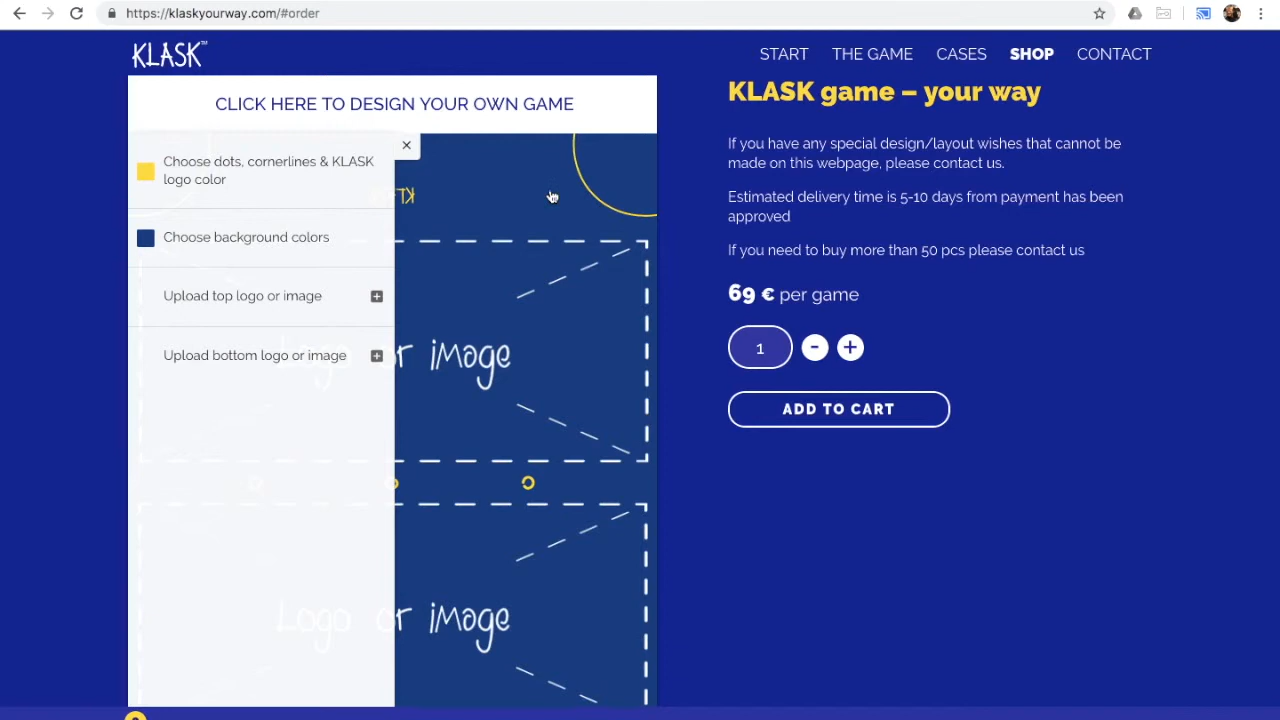 https://klaskyourway.com/#order
KLASK™
START THE GAME CASES SHOP CONTACT
CLICK HERE TO DESIGN YOUR OWN GAME
Choose dots, cornerlines & KLASK
logo color
Choose background colors
Upload top logo or image
Upload bottom logo or image
Logo or image
Logo or image
KLASK game – your way
If you have any special design/layout wishes that cannot be
made on this webpage, please contact us.
Estimated delivery time is 5-10 days from payment has been
approved
If you need to buy more than 50 pcs please contact us
69 € per game
1 - +
ADD TO CART